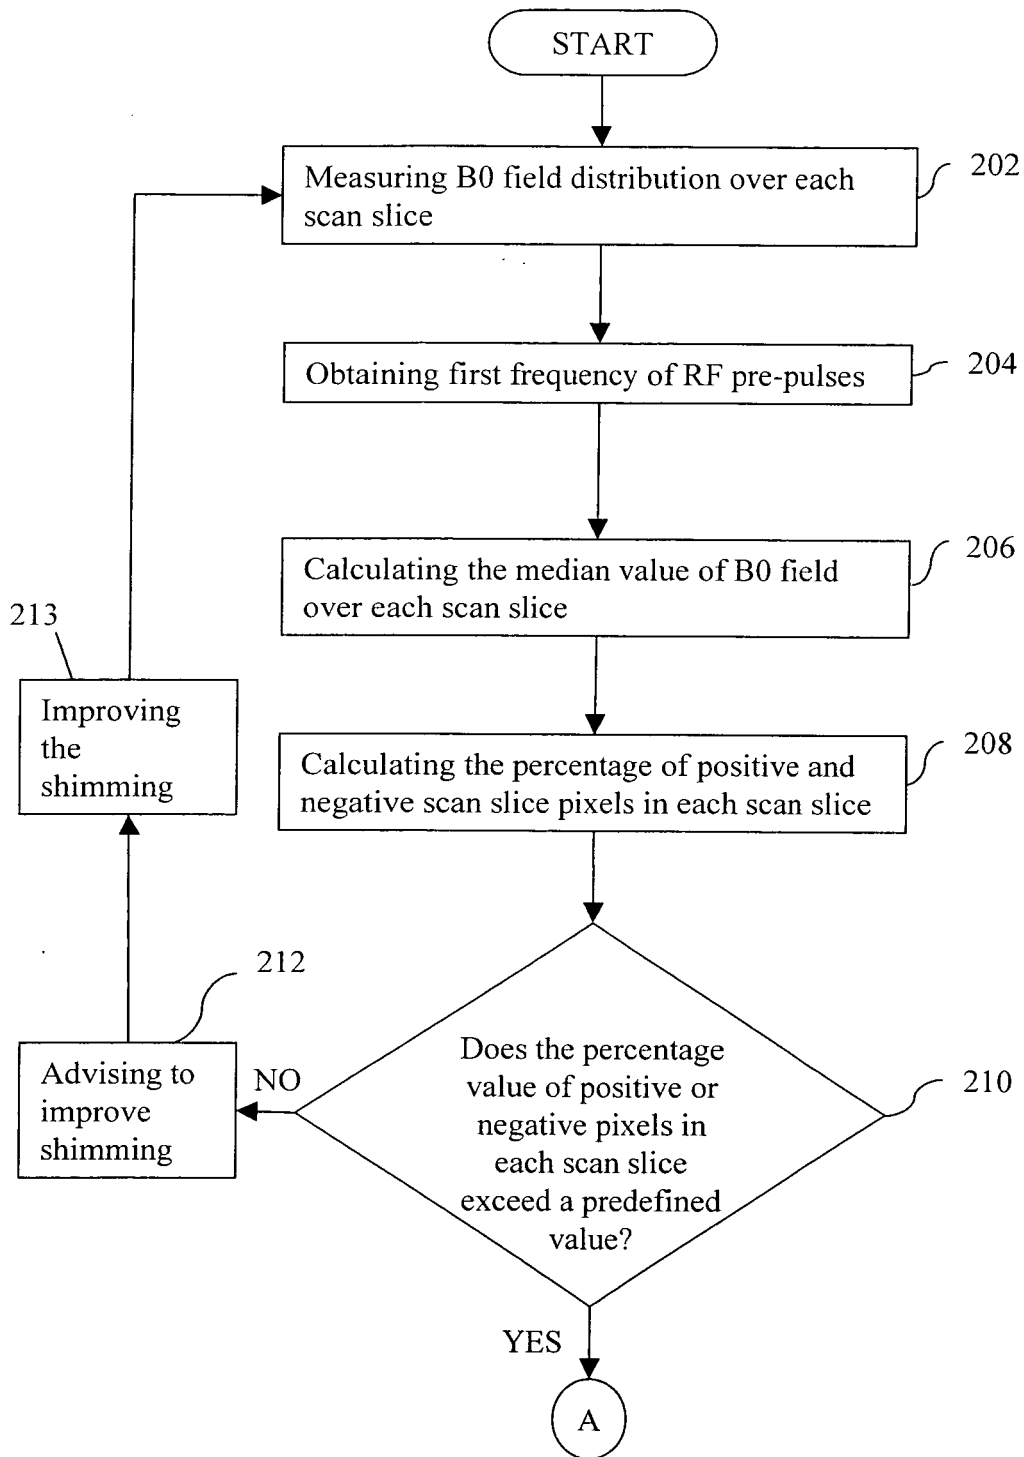 START
Measuring B0 field distribution over each
scan slice
202
Obtaining first frequency of RF pre-pulses
204
Calculating the median value of B0 field
over each scan slice
206
213
Improving
the
shimming
Calculating the percentage of positive and
negative scan slice pixels in each scan slice
208
212
Advising to
improve
shimming
NO
Does the percentage
value of positive or
negative pixels in
each scan slice
exceed a predefined
value?
210
YES
A